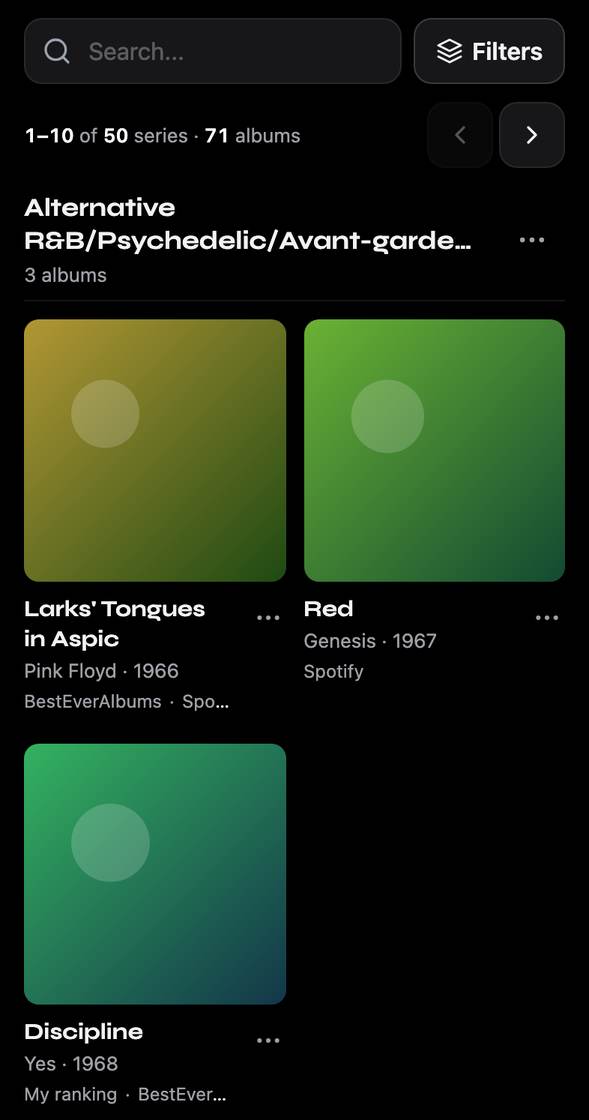 Search...
Filters
1–10 of 50 series · 71 albums
Alternative
R&B/Psychedelic/Avant-garde...
3 albums
Larks' Tongues
in Aspic
Pink Floyd · 1966
BestEverAlbums · Spo...
Red
Genesis · 1967
Spotify
Discipline
Yes · 1968
My ranking · BestEver...